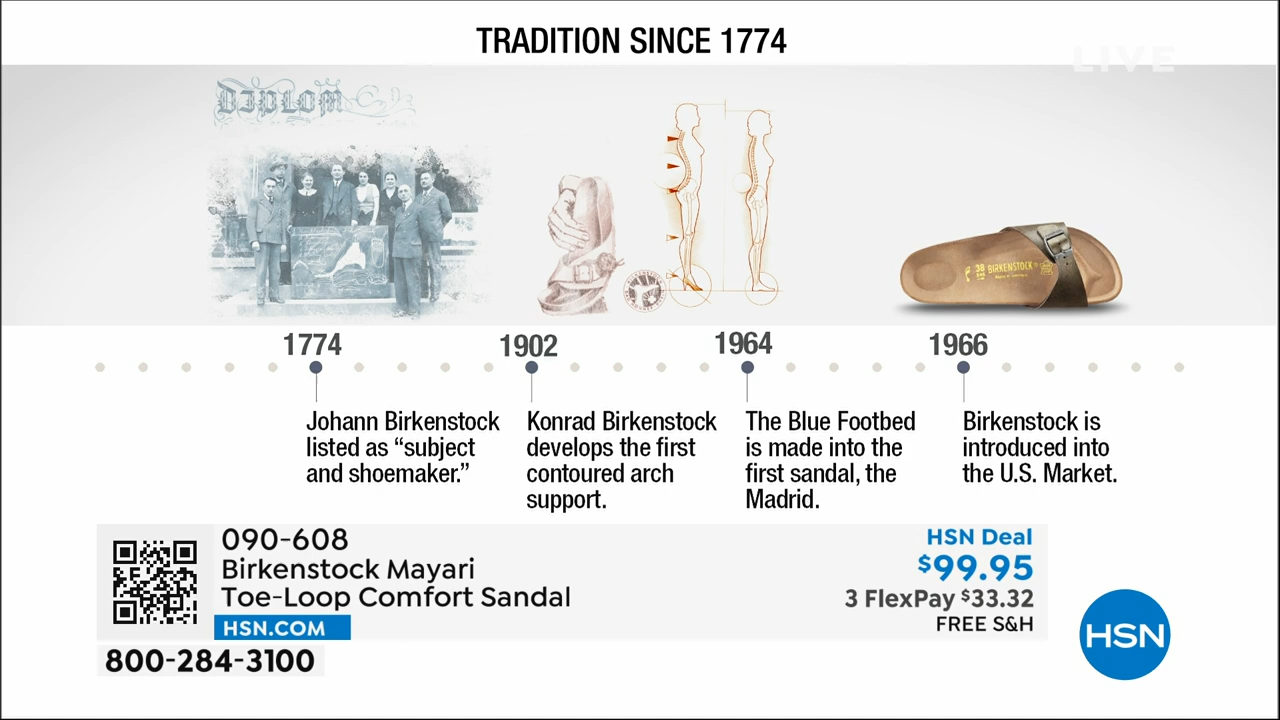 TRADITION SINCE 1774
LIVE
Diplom
BIRKENSTOCK
38
1774
1902
1964
1966
Johann Birkenstock
listed as “subject
and shoemaker.”
Konrad Birkenstock
develops the first
contoured arch
support.
The Blue Footbed
is made into the
first sandal, the
Madrid.
Birkenstock is
introduced into
the U.S. Market.
090-608
Birkenstock Mayari
Toe-Loop Comfort Sandal
HSN.COM
800-284-3100
HSN Deal
$99.95
3 FlexPay $33.32
FREE S&H
HSN